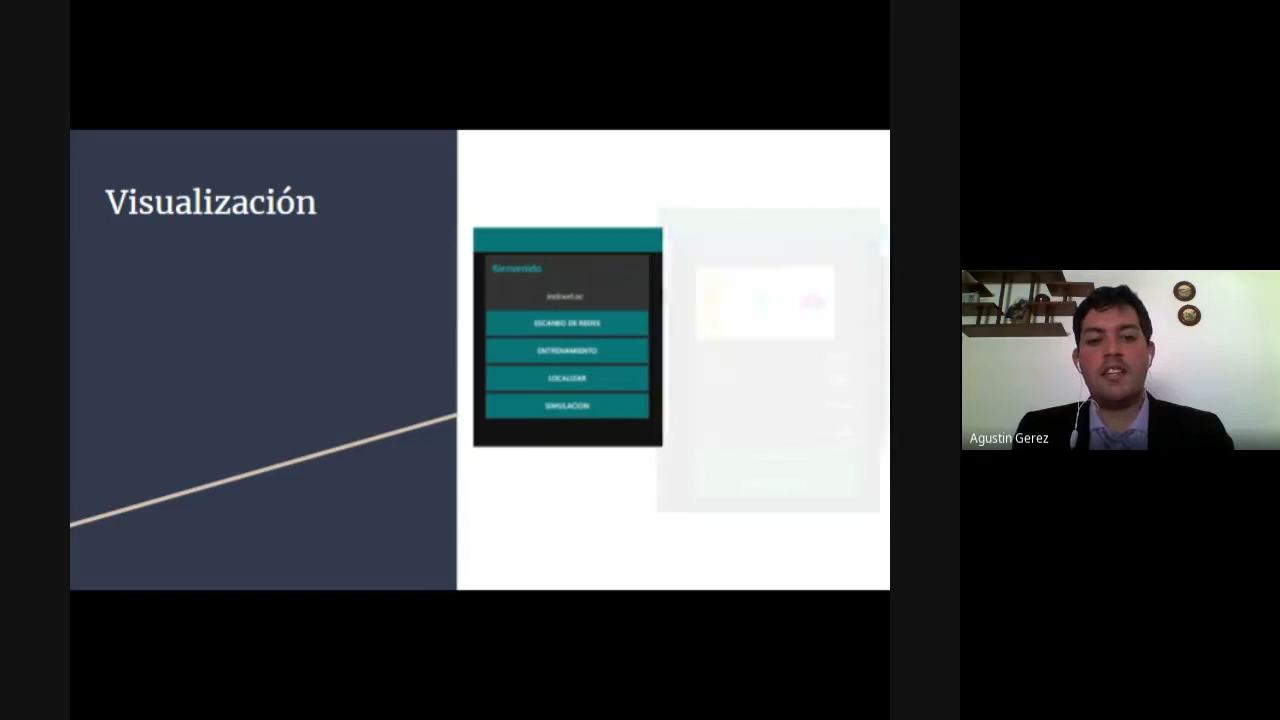 Visualización
Bienvenido
ESCANEO DE REDES
ENTRENAMIENTO
LOCALIZAR
SIMULACION
Agustin Gerez